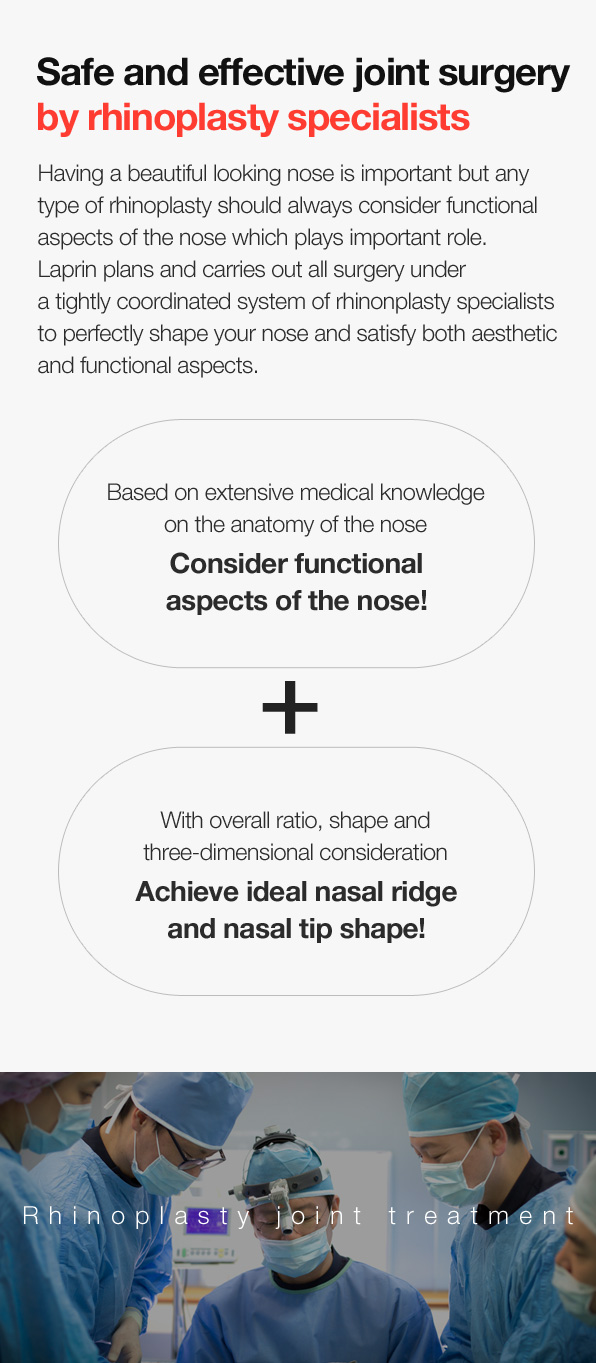 Safe and effective joint surgery
by rhinoplasty specialists
Having a beautiful looking nose is important but any
type of rhinoplasty should always consider functional
aspects of the nose which plays important role.
Laprin plans and carries out all surgery under
a tightly coordinated system of rhinonplasty specialists
to perfectly shape your nose and satisfy both aesthetic
and functional aspects.
Based on extensive medical knowledge
on the anatomy of the nose
Consider functional
aspects of the nose!
+
With overall ratio, shape and
three-dimensional consideration
Achieve ideal nasal ridge
and nasal tip shape!
Rhinoplasty joint treatment